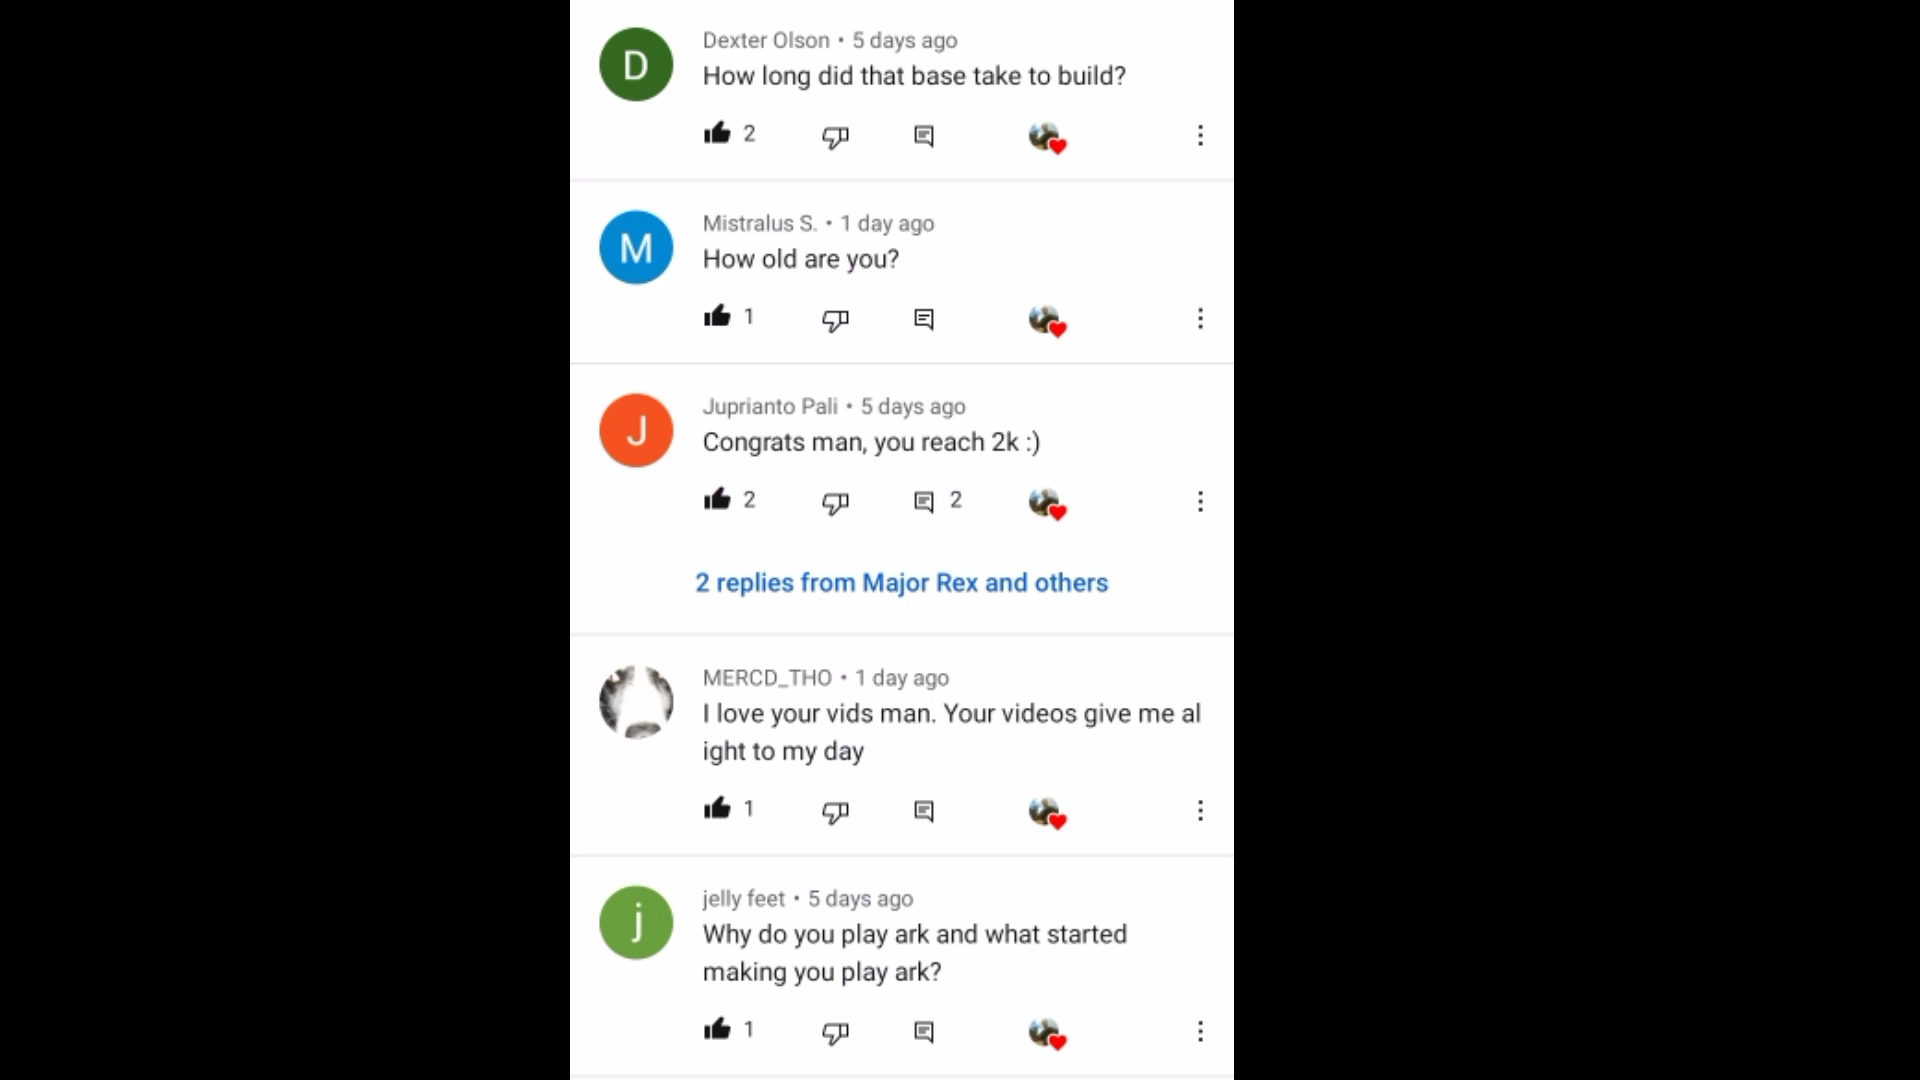 D
Dexter Olson • 5 days ago
How long did that base take to build?
2
M
Mistralus S. • 1 day ago
How old are you?
1
J
Juprianto Pali • 5 days ago
Congrats man, you reach 2k :)
2 2
2 replies from Major Rex and others
MERCD_THO • 1 day ago
I love your vids man. Your videos give me al
ight to my day
1
j
jelly feet • 5 days ago
Why do you play ark and what started
making you play ark?
1